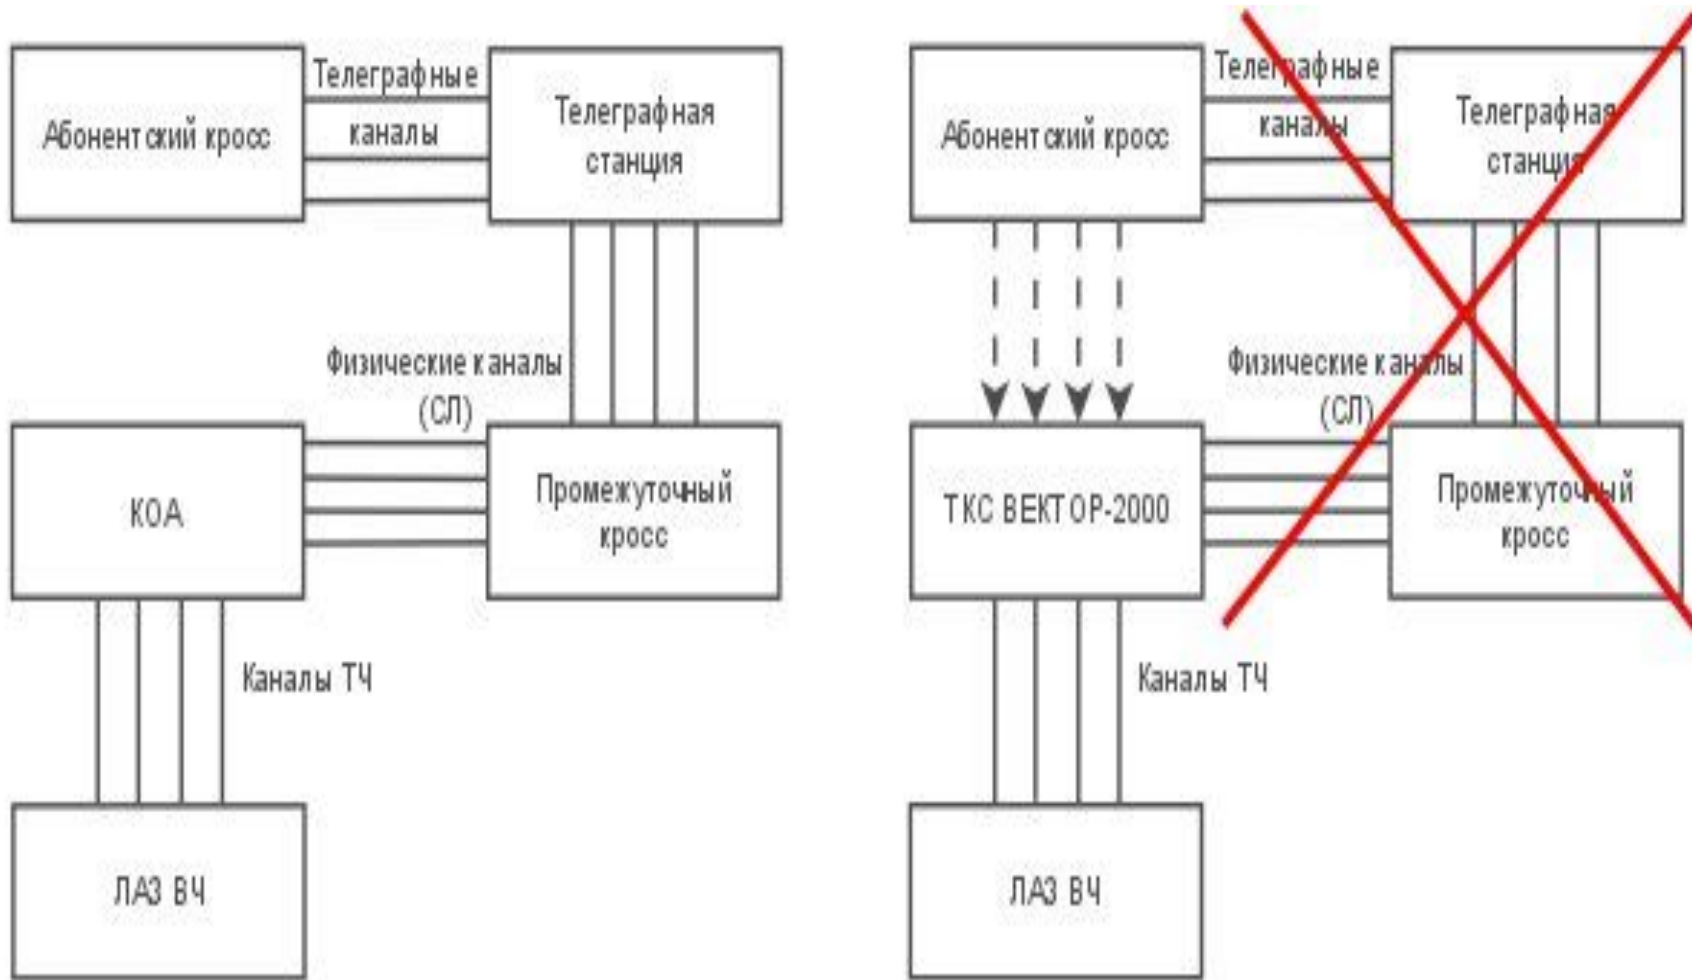 Абонентский кросс
Телеграфные
каналы
Телеграфная
станция
Физические каналы
(СЛ)
КОА
Промежуточный
кросс
Каналы ТЧ
ЛАЗ ВЧ
Абонентский кросс
Телеграфные
каналы
Телеграфная
станция
Физические каналы
(СЛ)
ТКС ВЕКТОР-2000
Промежуточный
кросс
Каналы ТЧ
ЛАЗ ВЧ